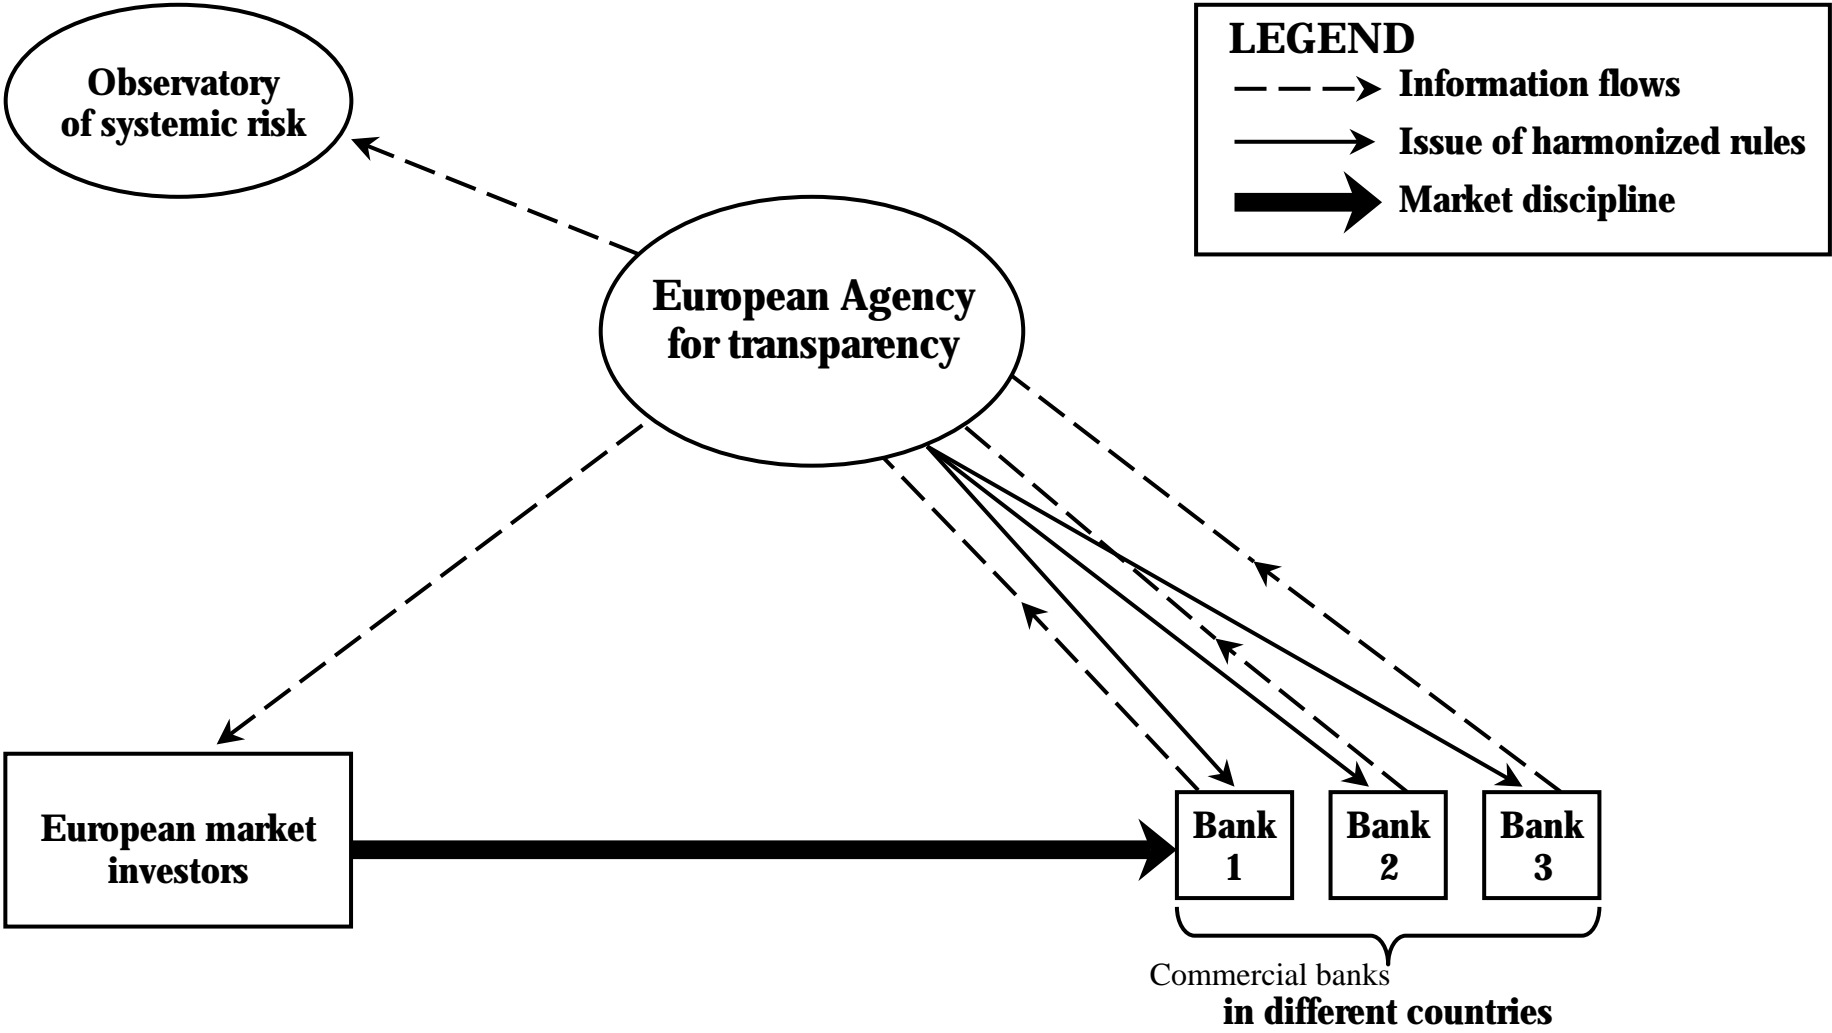 Observatory
of systemic risk
LEGEND
Information flows
Issue of harmonized rules
Market discipline
European Agency
for transparency
European market
investors
Bank
1
Bank
2
Bank
3
Commercial banks
in different countries